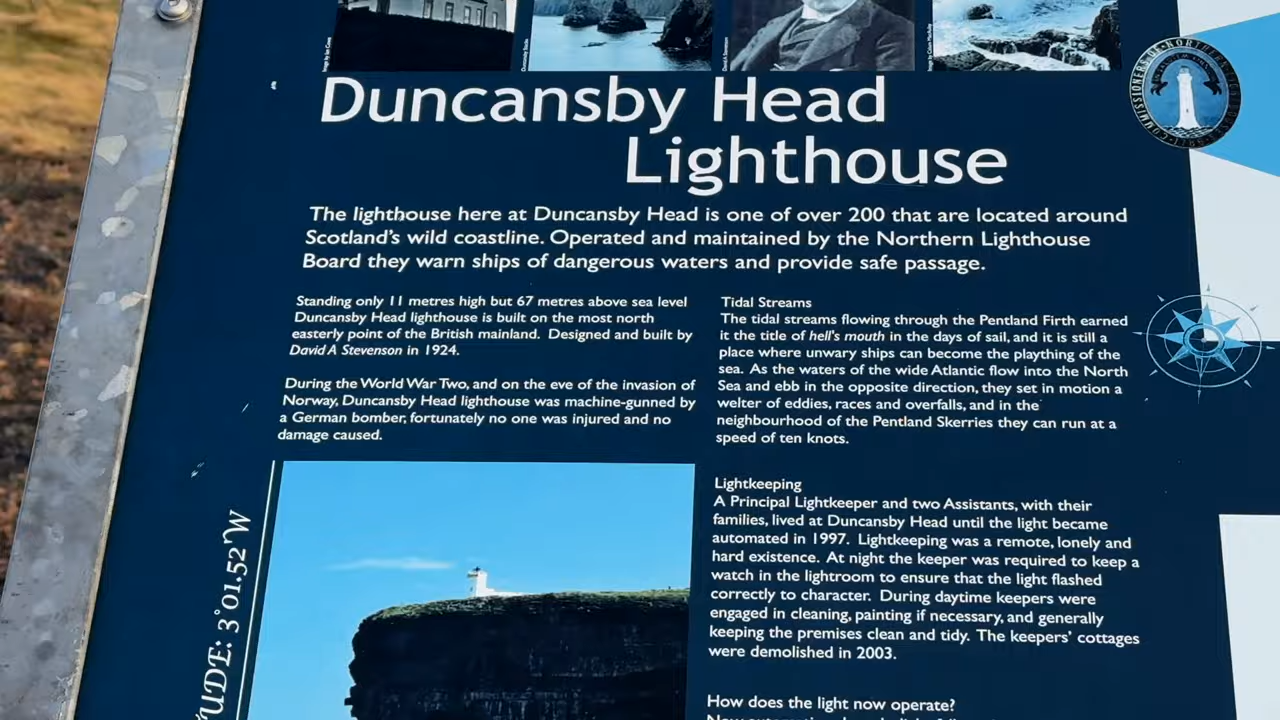 Duncansby Head
Lighthouse
The lighthouse here at Duncansby Head is one of over 200 that are located around
Scotland's wild coastline. Operated and maintained by the Northern Lighthouse
Board they warn ships of dangerous waters and provide safe passage.
Standing only 11 metres high but 67 metres above sea level
Duncansby Head lighthouse is built on the most north
easterly point of the British mainland. Designed and built by
David A Stevenson in 1924.
During the World War Two, and on the eve of the invasion of
Norway, Duncansby Head lighthouse was machine-gunned by
a German bomber, fortunately no one was injured and no
damage caused.
UDE: 3°01.52'W
Tidal Streams
The tidal streams flowing through the Pentland Firth earned
it the title of hell's mouth in the days of sail, and it is still a
place where unwary ships can become the plaything of the
sea. As the waters of the wide Atlantic flow into the North
Sea and ebb in the opposite direction, they set in motion a
welter of eddies, races and overfalls, and in the
neighbourhood of the Pentland Skerries they can run at a
speed of ten knots.
Lightkeeping
A Principal Lightkeeper and two Assistants, with their
families, lived at Duncansby Head until the light became
automated in 1997. Lightkeeping was a remote, lonely and
hard existence. At night the keeper was required to keep a
watch in the lightroom to ensure that the light flashed
correctly to character. During daytime keepers were
engaged in cleaning, painting if necessary, and generally
keeping the premises clean and tidy. The keepers' cottages
were demolished in 2003.
How does the light now operate?